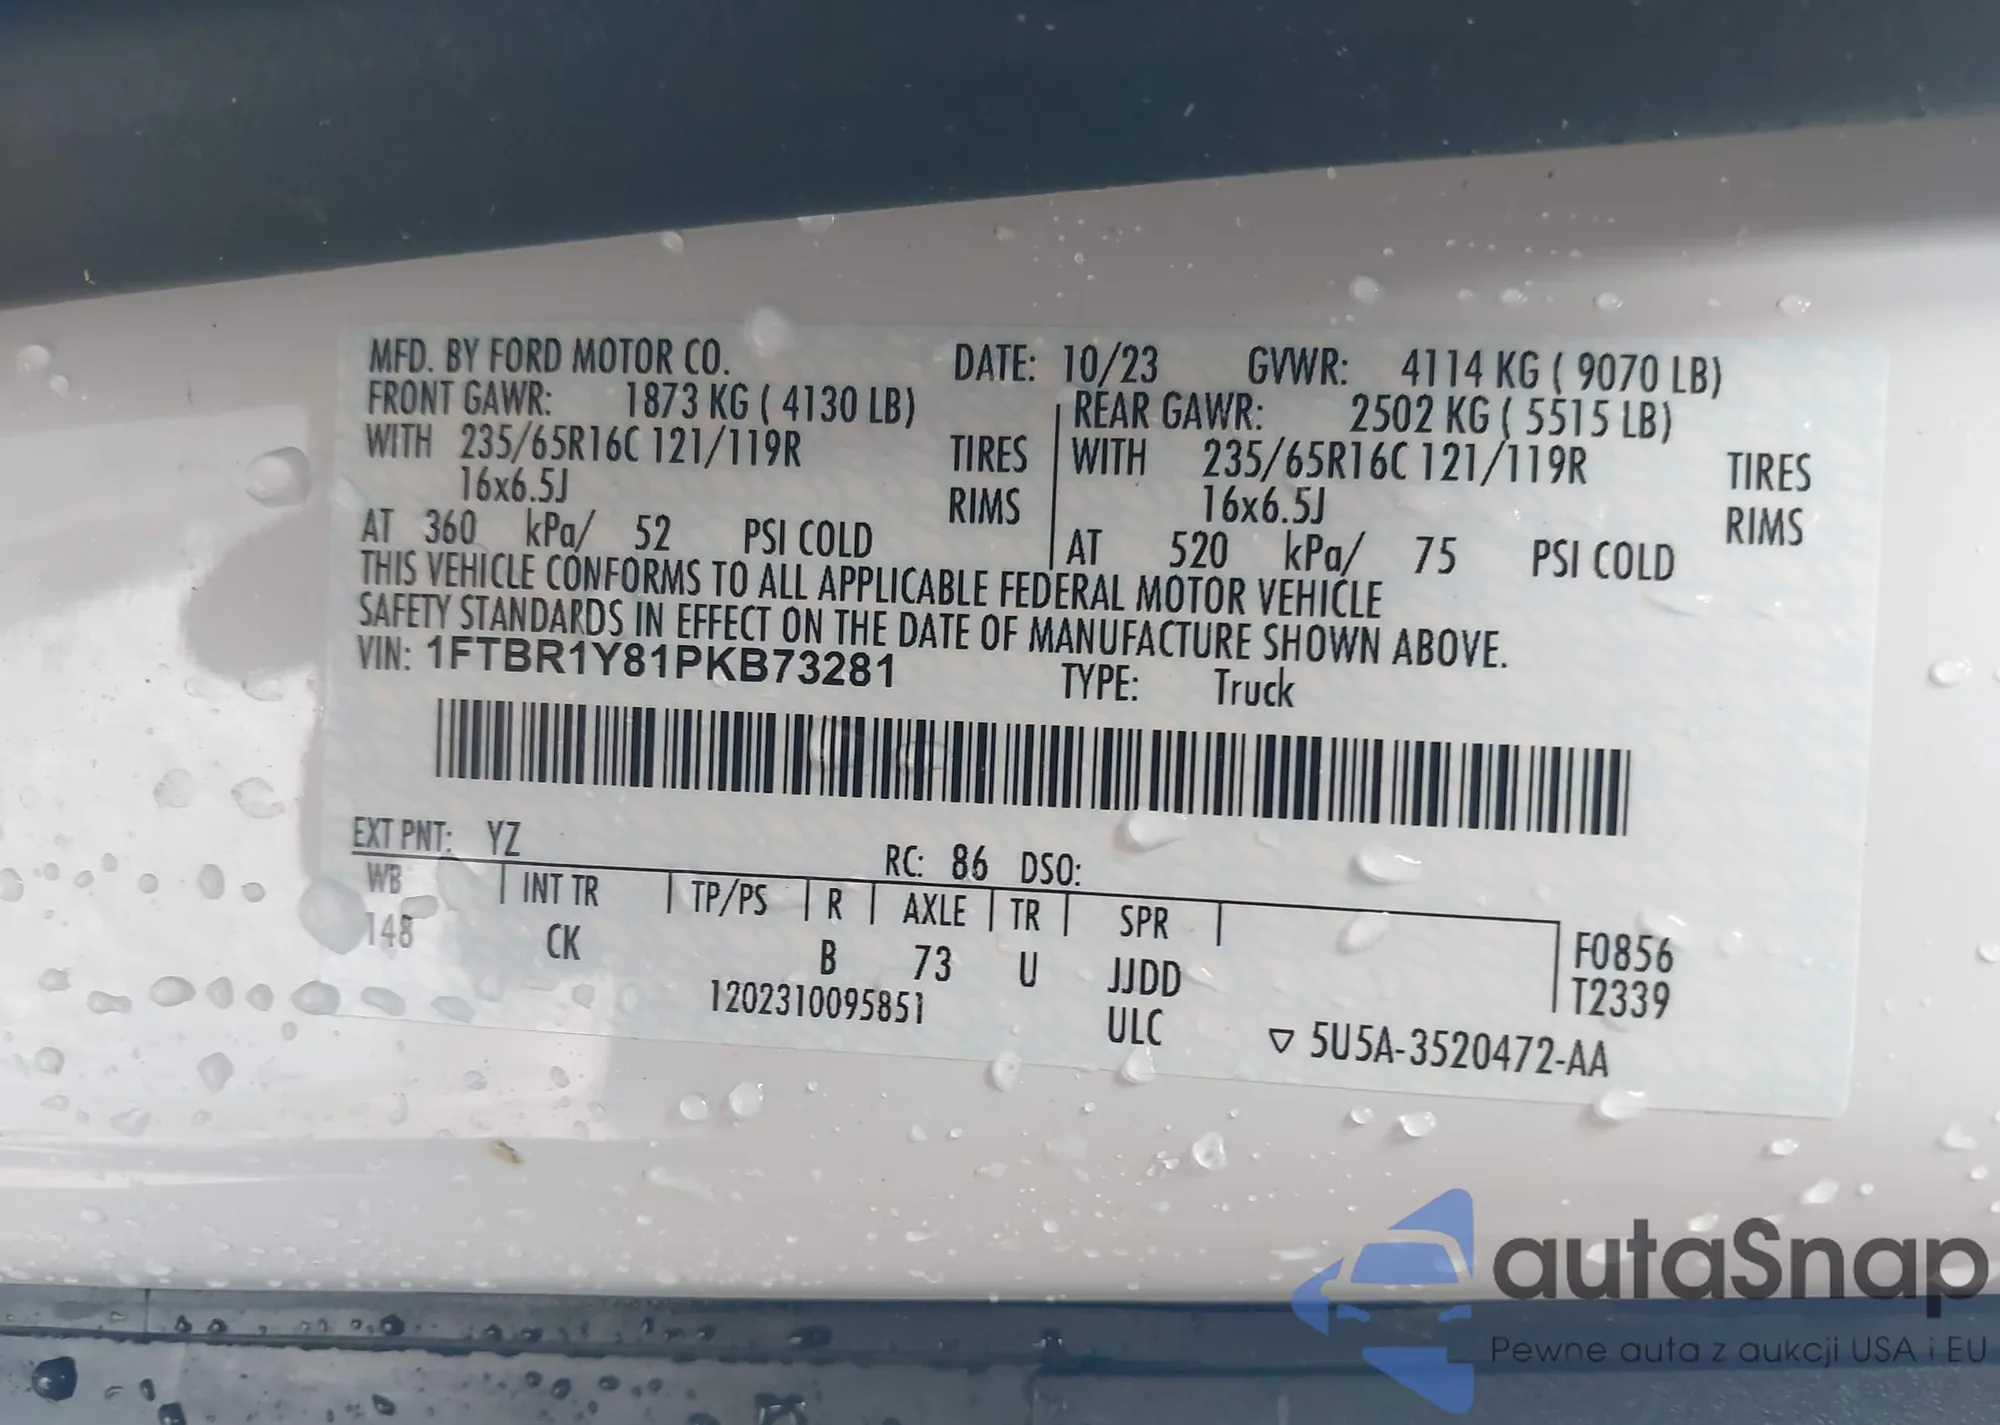 MFD. BY FORD MOTOR CO. DATE: 10/23 GVWR: 4114 KG ( 9070 LB)
FRONT GAWR: 1873 KG ( 4130 LB) REAR GAWR: 2502 KG ( 5515 LB)
WITH 235/65R16C 121/119R TIRES WITH 235/65R16C 121/119R TIRES
16x6.5J RIMS 16x6.5J RIMS
AT 360 kPa/ 52 PSI COLD AT 520 kPa/ 75 PSI COLD
THIS VEHICLE CONFORMS TO ALL APPLICABLE FEDERAL MOTOR VEHICLE
SAFETY STANDARDS IN EFFECT ON THE DATE OF MANUFACTURE SHOWN ABOVE.
VIN: 1FTBR1Y81PKB73281 TYPE: Truck
EXT PNT: YZ RC: 86 DSO:
WB INT TR TP/PS R AXLE TR SPR F0856
148 CK B 73 U JJDD T2339
1202310095851 ULC ▽ 5U5A-3520472-AA
autaSnap
Pewne auta z aukcji USA i EU